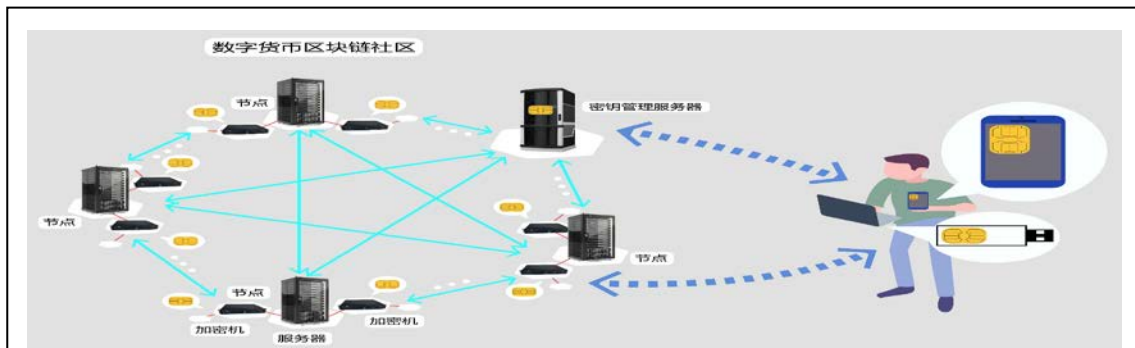 数字货币区块链社区
节点
密钥管理服务器
节点
节点
节点
加密机
服务器
加密机